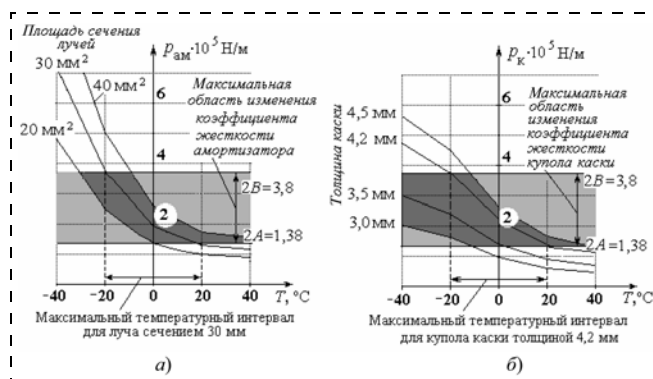 Площадь сечения
лучей
30 мм²
40 мм²
20 мм²
pам·10⁵ Н/м
6
4
2
Максимальная
область изменения
коэффициента
жесткости
амортизатора
2B=3,8
2A=1,38
-40
-20
0
20
40
T, °C
Максимальный температурный интервал
для луча сечением 30 мм
а)
Толщина каски
4,5 мм
4,2 мм
3,5 мм
3,0 мм
pк·10⁵ Н/м
6
4
2
Максимальная
область
изменения
коэффициента
жесткости
купола каски
2B=3,8
2A=1,38
-40
-20
0
20
40
T, °C
Максимальный температурный интервал
для купола каски толщиной 4,2 мм
б)